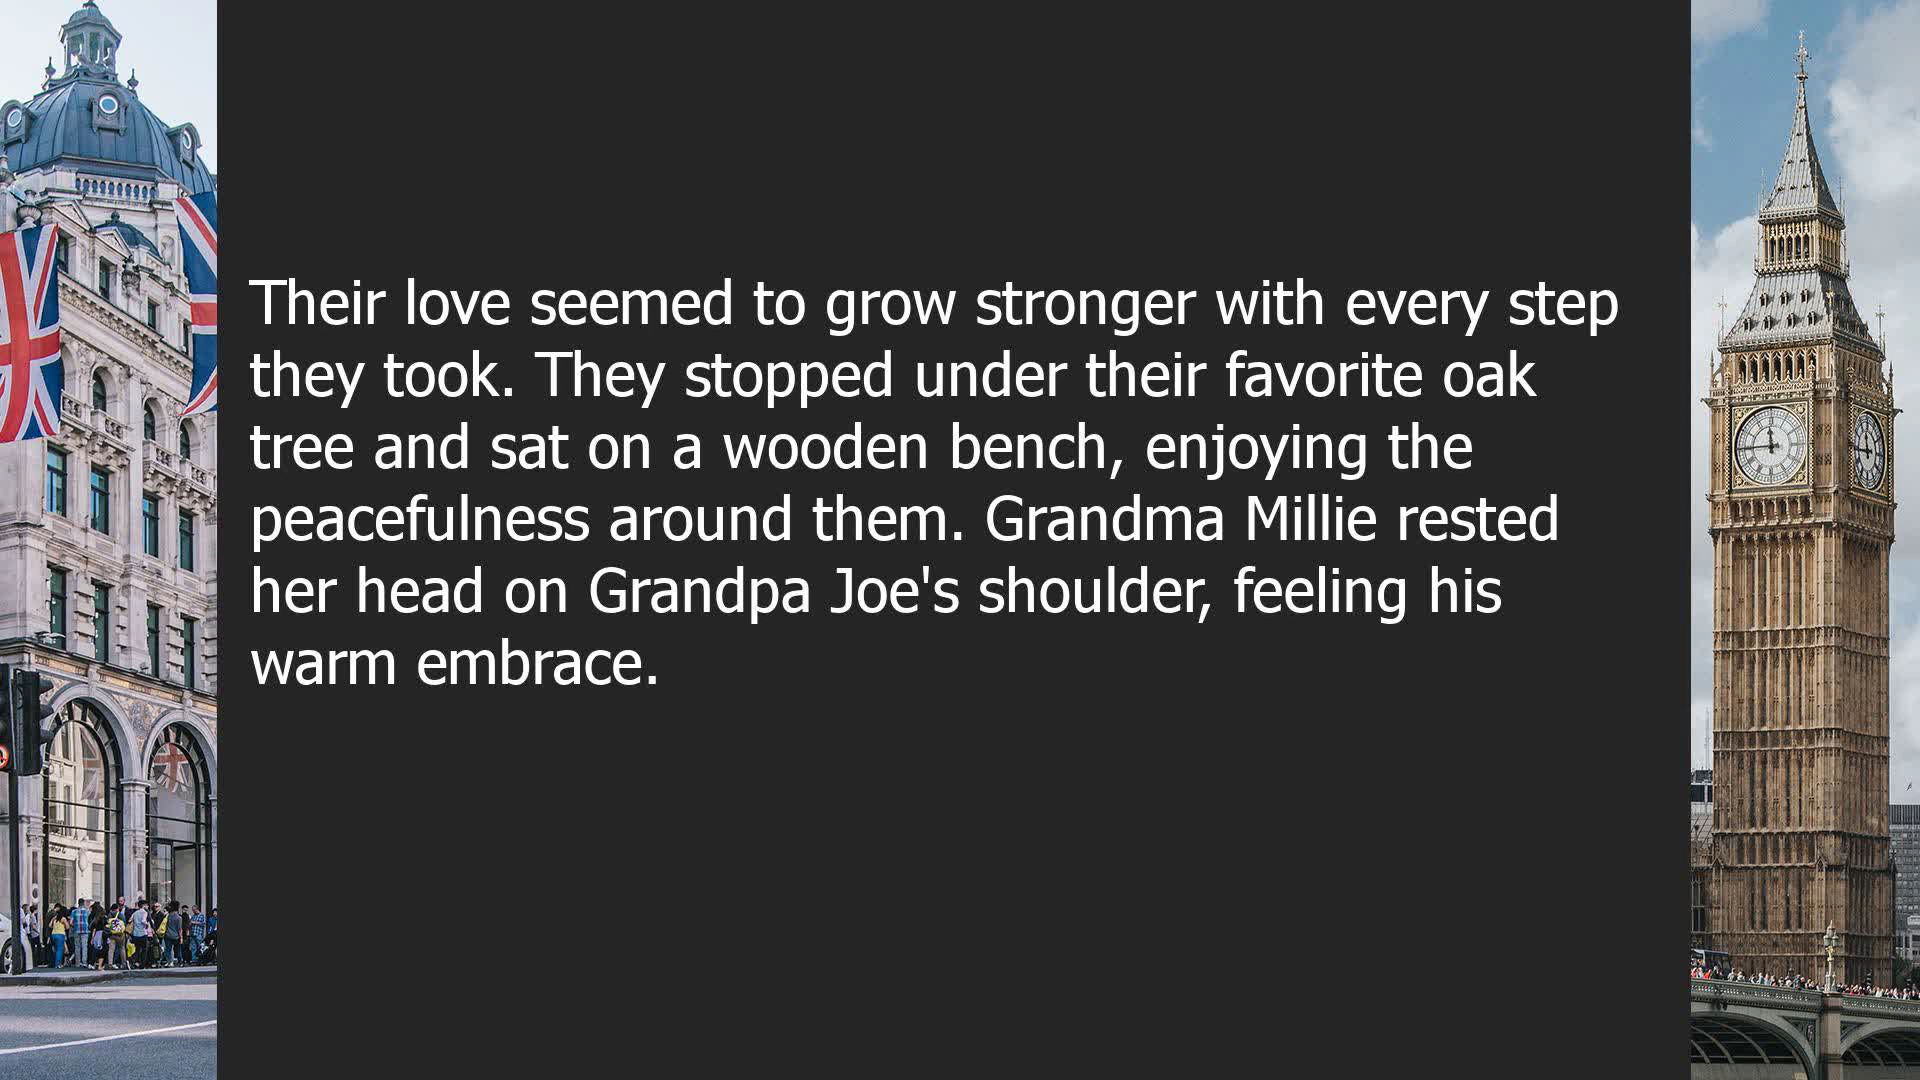 Their love seemed to grow stronger with every step
they took. They stopped under their favorite oak
tree and sat on a wooden bench, enjoying the
peacefulness around them. Grandma Millie rested
her head on Grandpa Joe's shoulder, feeling his
warm embrace.